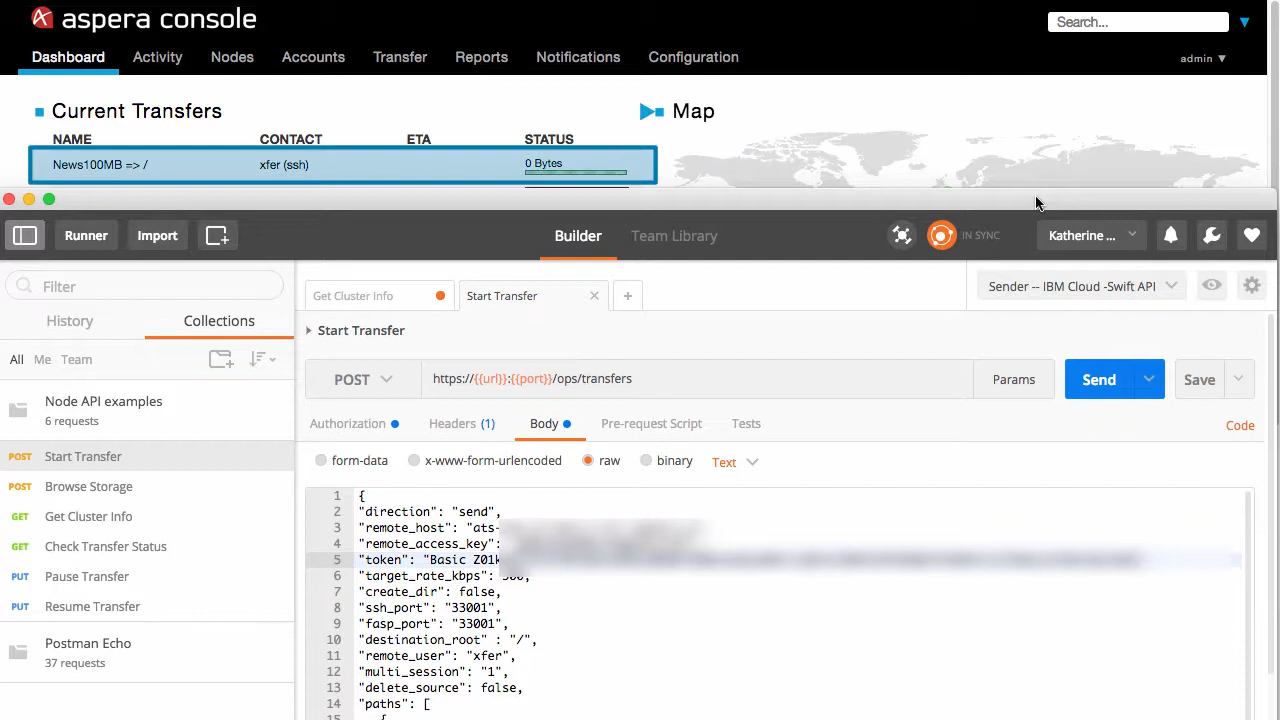 aspera console
Search...
Dashboard Activity Nodes Accounts Transfer Reports Notifications Configuration
admin ▼
Current Transfers
Map
NAME CONTACT ETA STATUS
News100MB => / xfer (ssh) 0 Bytes
Runner Import Builder Team Library IN SYNC Katherine ...
Filter
Get Cluster Info Start Transfer + Sender -- IBM Cloud -Swift API
History Collections
Start Transfer
All Me Team
POST https://{{url}}:{{port}}/ops/transfers Params Send Save
Node API examples
6 requests
Authorization Headers (1) Body Pre-request Script Tests Code
POST Start Transfer
form-data x-www-form-urlencoded raw binary Text
POST Browse Storage
GET Get Cluster Info
GET Check Transfer Status
PUT Pause Transfer
PUT Resume Transfer
Postman Echo
37 requests
1 {
2 "direction": "send",
3 "remote_host": "ats-
4 "remote_access_key":
5 "token": "Basic Z01k
6 "target_rate_kbps":
7 "create_dir": false,
8 "ssh_port": "33001",
9 "fasp_port": "33001",
10 "destination_root" : "/",
11 "remote_user": "xfer",
12 "multi_session": "1",
13 "delete_source": false,
14 "paths": [
15 {